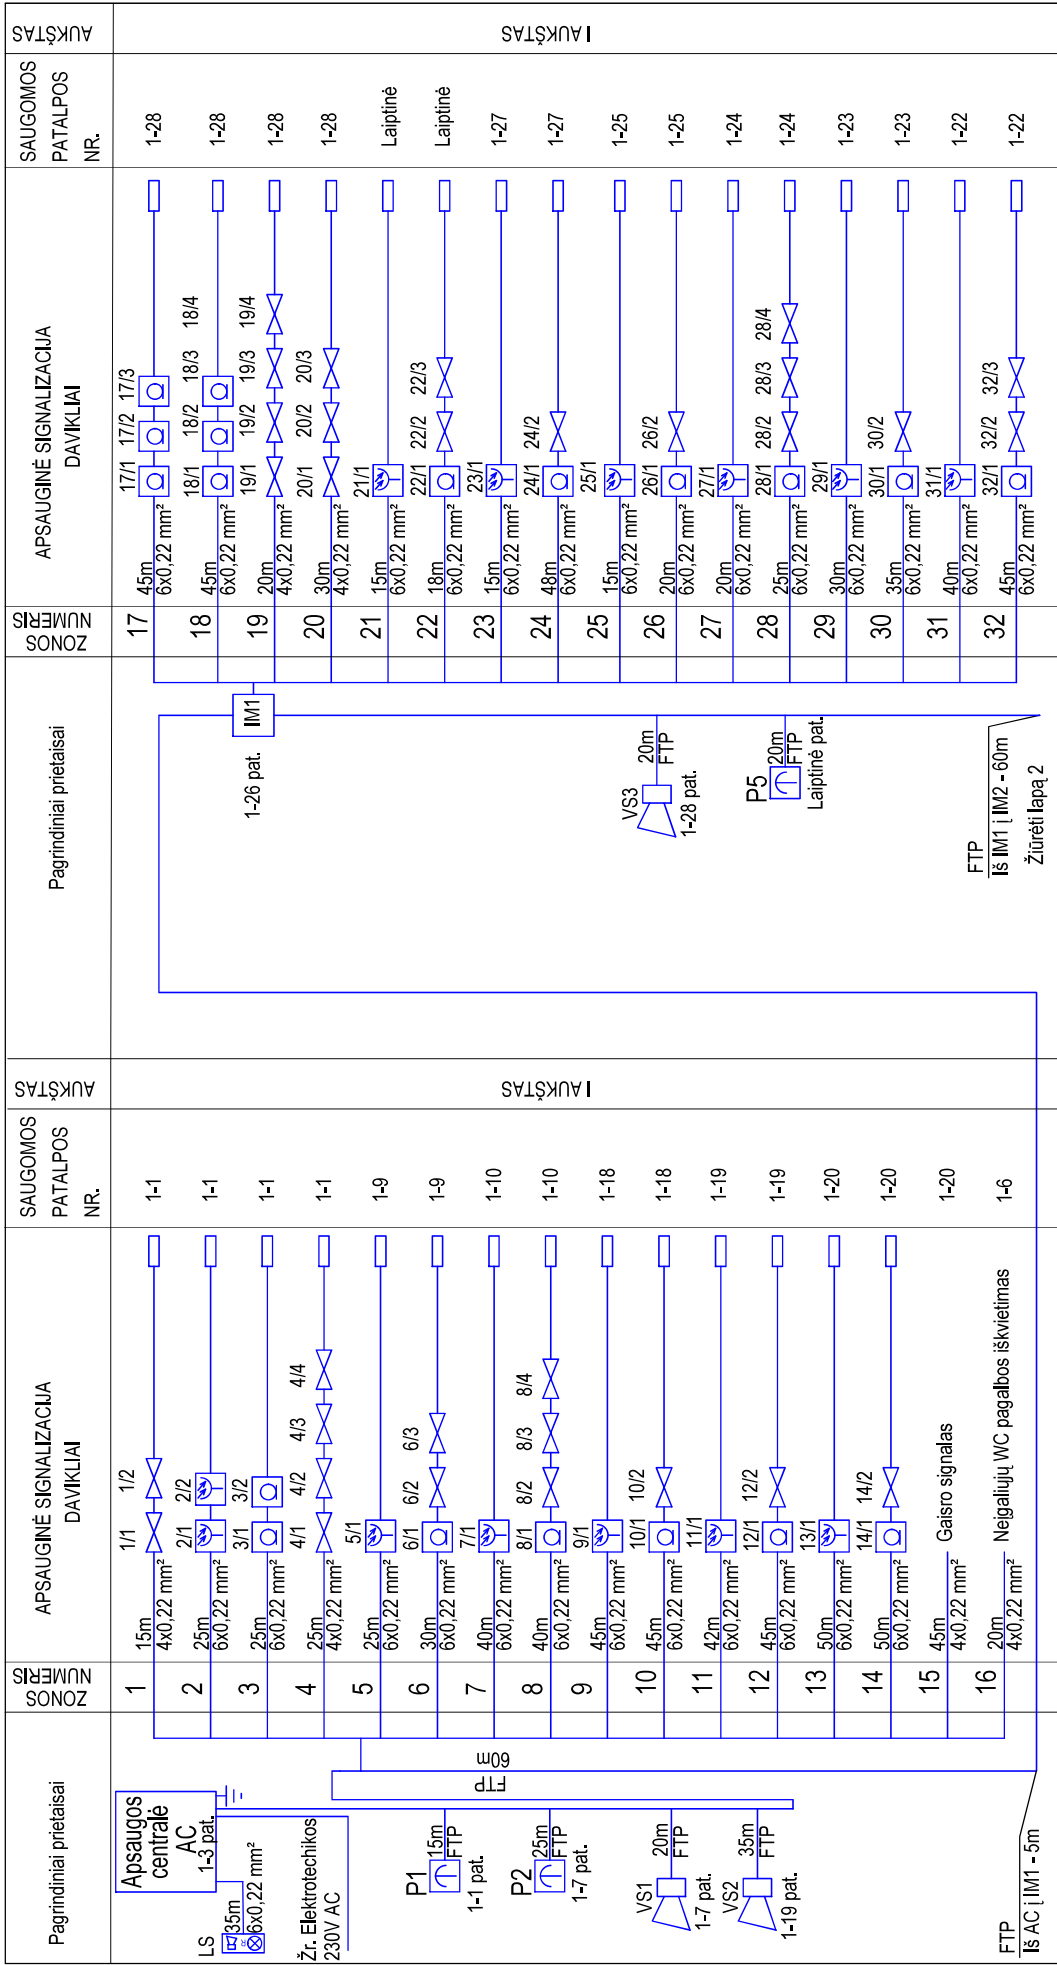 Pagrindiniai prietaisai
ZONOS
NUMERIS
APSAUGINĖ SIGNALIZACIJA
DAVIKLIAI
SAUGOMOS
PATALPOS
NR.
AUKŠTAS
Apsaugos
centralė
AC
1-3 pat.
LS
35m
6x0,22 mm²
R
Žr. Elektrotechikos
230V AC
P1
15m
FTP
1-1 pat.
P2
25m
FTP
1-7 pat.
VS1
20m
FTP
1-7 pat.
VS2
35m
FTP
1-19 pat.
FTP
60m
FTP
Iš AC į IM1 - 5m
1
15m
4x0,22 mm²
1/1
1/2
1-1
2
25m
6x0,22 mm²
2/1
2/2
1-1
3
25m
6x0,22 mm²
3/1
3/2
1-1
4
25m
4x0,22 mm²
4/1
4/2
4/3
4/4
1-1
5
25m
6x0,22 mm²
5/1
1-9
6
30m
6x0,22 mm²
6/1
6/2
6/3
1-9
7
40m
6x0,22 mm²
7/1
1-10
8
40m
6x0,22 mm²
8/1
8/2
8/3
8/4
1-10
9
45m
6x0,22 mm²
9/1
1-18
10
45m
6x0,22 mm²
10/1
10/2
1-18
11
42m
6x0,22 mm²
11/1
1-19
12
45m
6x0,22 mm²
12/1
12/2
1-19
13
50m
6x0,22 mm²
13/1
1-20
14
50m
6x0,22 mm²
14/1
14/2
1-20
15
45m
4x0,22 mm²
Gaisro signalas
1-20
16
20m
4x0,22 mm²
Neįgaliųjų WC pagalbos iškvietimas
1-6
I AUKŠTAS
Pagrindiniai prietaisai
ZONOS
NUMERIS
APSAUGINĖ SIGNALIZACIJA
DAVIKLIAI
SAUGOMOS
PATALPOS
NR.
AUKŠTAS
IM1
1-26 pat.
VS3
20m
FTP
1-28 pat.
P5
20m
FTP
Laiptinė pat.
FTP
Iš IM1 į IM2 - 60m
Žiūrėti lapą 2
17
45m
6x0,22 mm²
17/1
17/2
17/3
1-28
18
45m
6x0,22 mm²
18/1
18/2
18/3
18/4
1-28
19
20m
4x0,22 mm²
19/1
19/2
19/3
19/4
1-28
20
30m
4x0,22 mm²
20/1
20/2
20/3
1-28
21
15m
6x0,22 mm²
21/1
Laiptinė
22
18m
6x0,22 mm²
22/1
22/2
22/3
Laiptinė
23
15m
6x0,22 mm²
23/1
1-27
24
48m
6x0,22 mm²
24/1
24/2
1-27
25
15m
6x0,22 mm²
25/1
1-25
26
20m
6x0,22 mm²
26/1
26/2
1-25
27
20m
6x0,22 mm²
27/1
1-24
28
25m
6x0,22 mm²
28/1
28/2
28/3
28/4
1-24
29
30m
6x0,22 mm²
29/1
1-23
30
35m
6x0,22 mm²
30/1
30/2
1-23
31
40m
6x0,22 mm²
31/1
1-22
32
45m
6x0,22 mm²
32/1
32/2
32/3
1-22
I AUKŠTAS